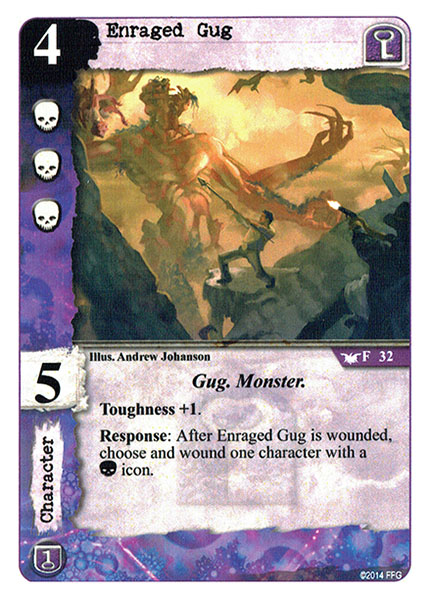 4
Enraged Gug
Illus. Andrew Johanson
F 32
5
Gug. Monster.
Toughness +1.
Response: After Enraged Gug is wounded,
choose and wound one character with a
icon.
Character
1
©2014 FFG